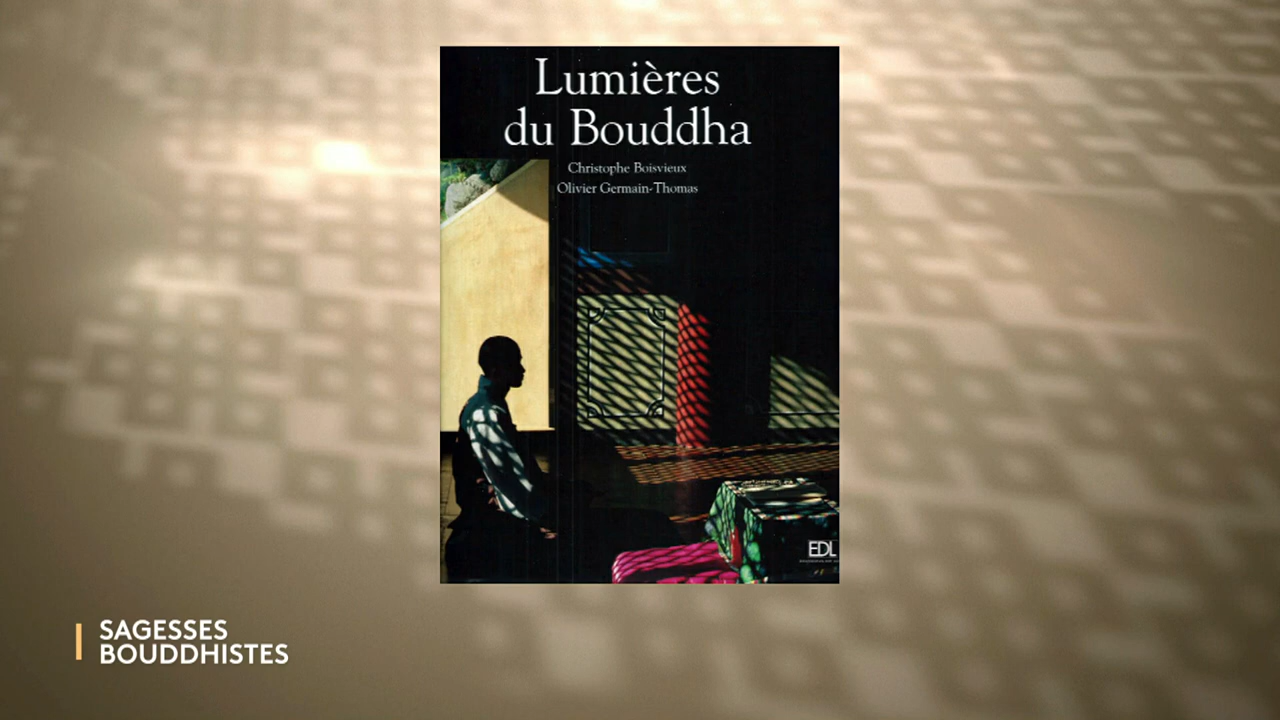 Lumières
du Bouddha
Christophe Boisvieux
Olivier Germain-Thomas
EDL
SAGESSES
BOUDDHISTES